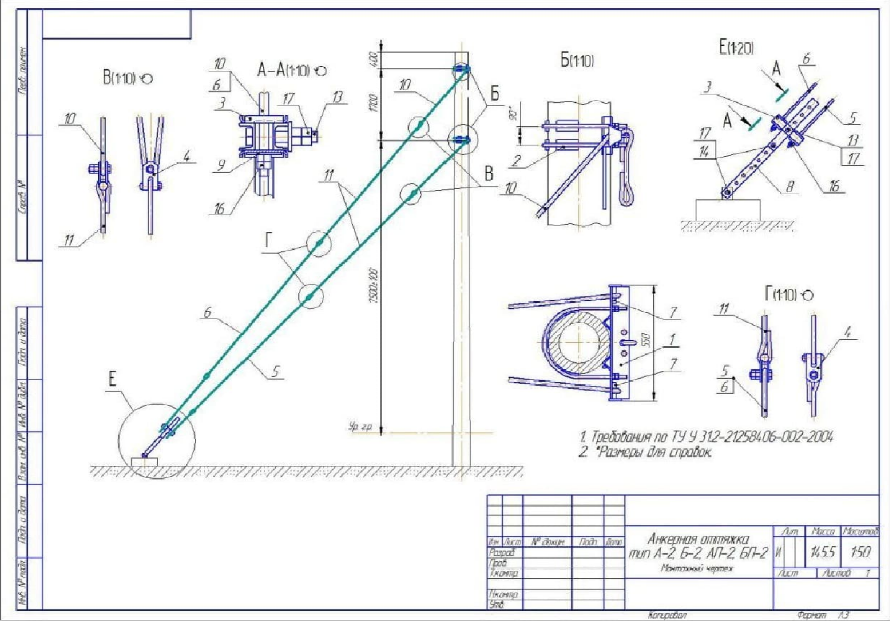 В(1:10)
А-А(1:10)
Б(1:10)
Е(1:20)
10
6
3
17
13
9
16
10
4
11
400
1700
7500±100*
10
Б
В
11
Г
6
5
Е
Ур. гр.
90*
2
10
А
А
3
6
5
13
17
17
14
8
16
7
1
7
550
Г(1:10)
11
4
5
6
1. Требования по ТУ У 31.2-21258406-002-2004
2. *Размеры для справок.
Перв. примен.
Справ. №
Подп. и дата
Инв. № дубл.
Взам. инв. №
Подп. и дата
Инв. № подл.
Изм. Лист № докум. Подп. Дата
Разраб.
Пров.
Т.контр.
Н.контр.
Утв.
Анкерная оттяжка
тип А-2, Б-2, АП-2, БП-2
Монтажный чертеж
Лит. Масса Масштаб
И 145.5 1:50
Лист Листов 1
Копировал Формат А3